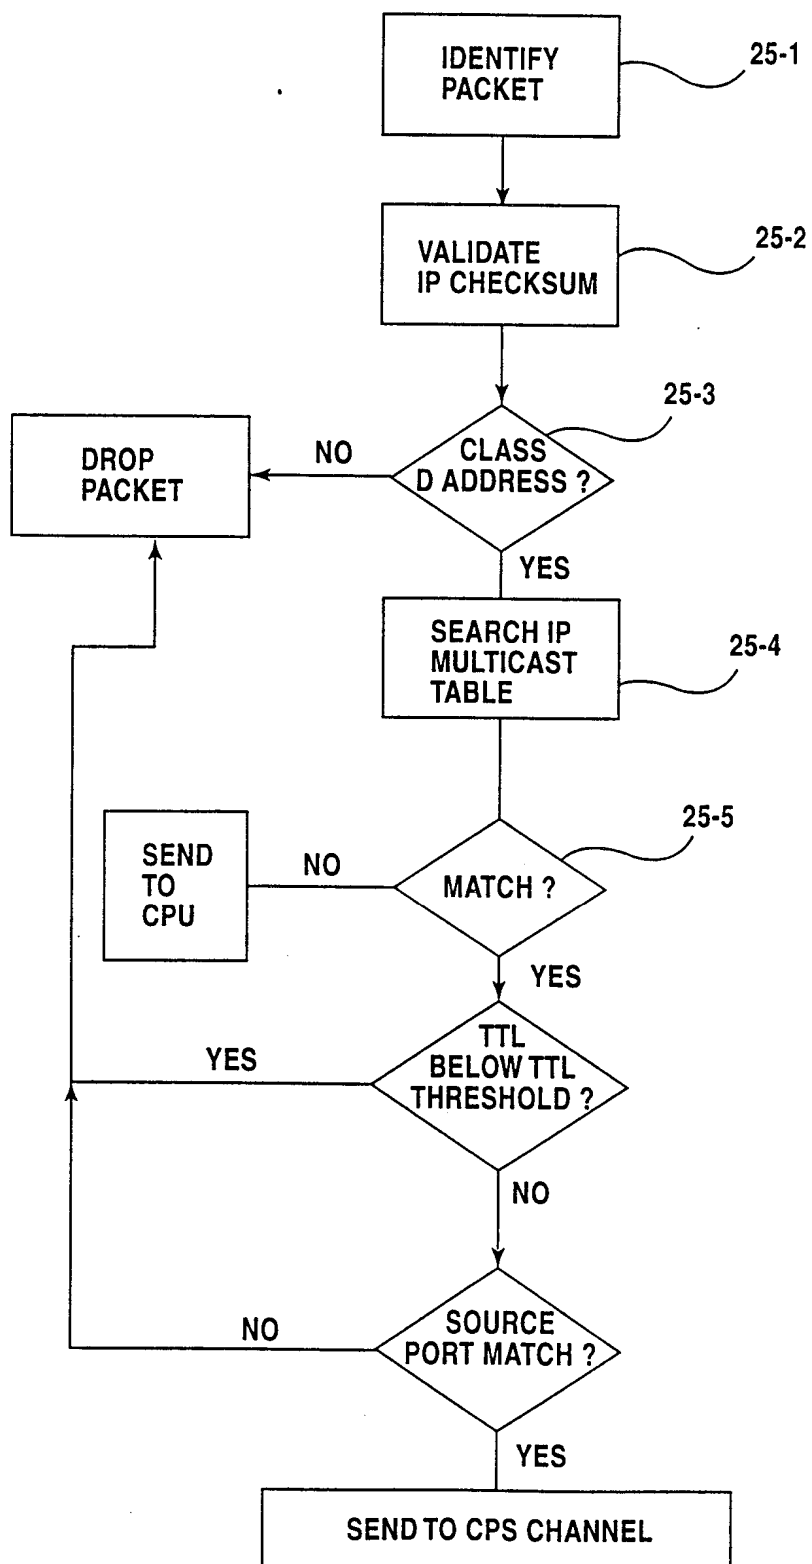 IDENTIFY
PACKET
25-1
VALIDATE
IP CHECKSUM
25-2
25-3
CLASS
D ADDRESS ?
NO
DROP
PACKET
YES
SEARCH IP
MULTICAST
TABLE
25-4
25-5
MATCH ?
NO
SEND
TO
CPU
YES
TTL
BELOW TTL
THRESHOLD ?
YES
NO
SOURCE
PORT MATCH ?
NO
YES
SEND TO CPS CHANNEL